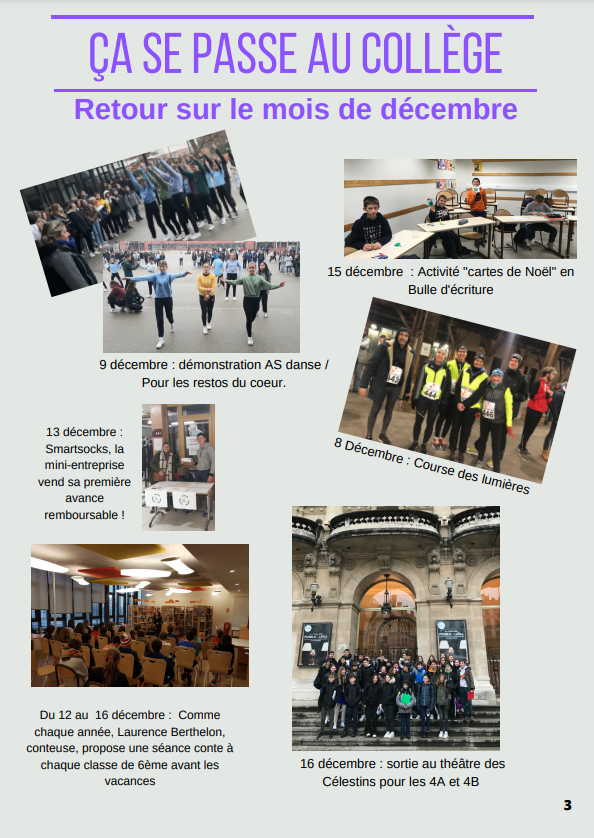 ÇA SE PASSE AU COLLÈGE
Retour sur le mois de décembre
15 décembre : Activité "cartes de Noël" en
Bulle d'écriture
9 décembre : démonstration AS danse /
Pour les restos du coeur.
444
446
8 Décembre : Course des lumières
13 décembre :
Smartsocks, la
mini-entreprise
vend sa première
avance
remboursable !
Du 12 au 16 décembre : Comme
chaque année, Laurence Berthelon,
conteuse, propose une séance conte à
chaque classe de 6ème avant les
vacances
16 décembre : sortie au théâtre des
Célestins pour les 4A et 4B
3